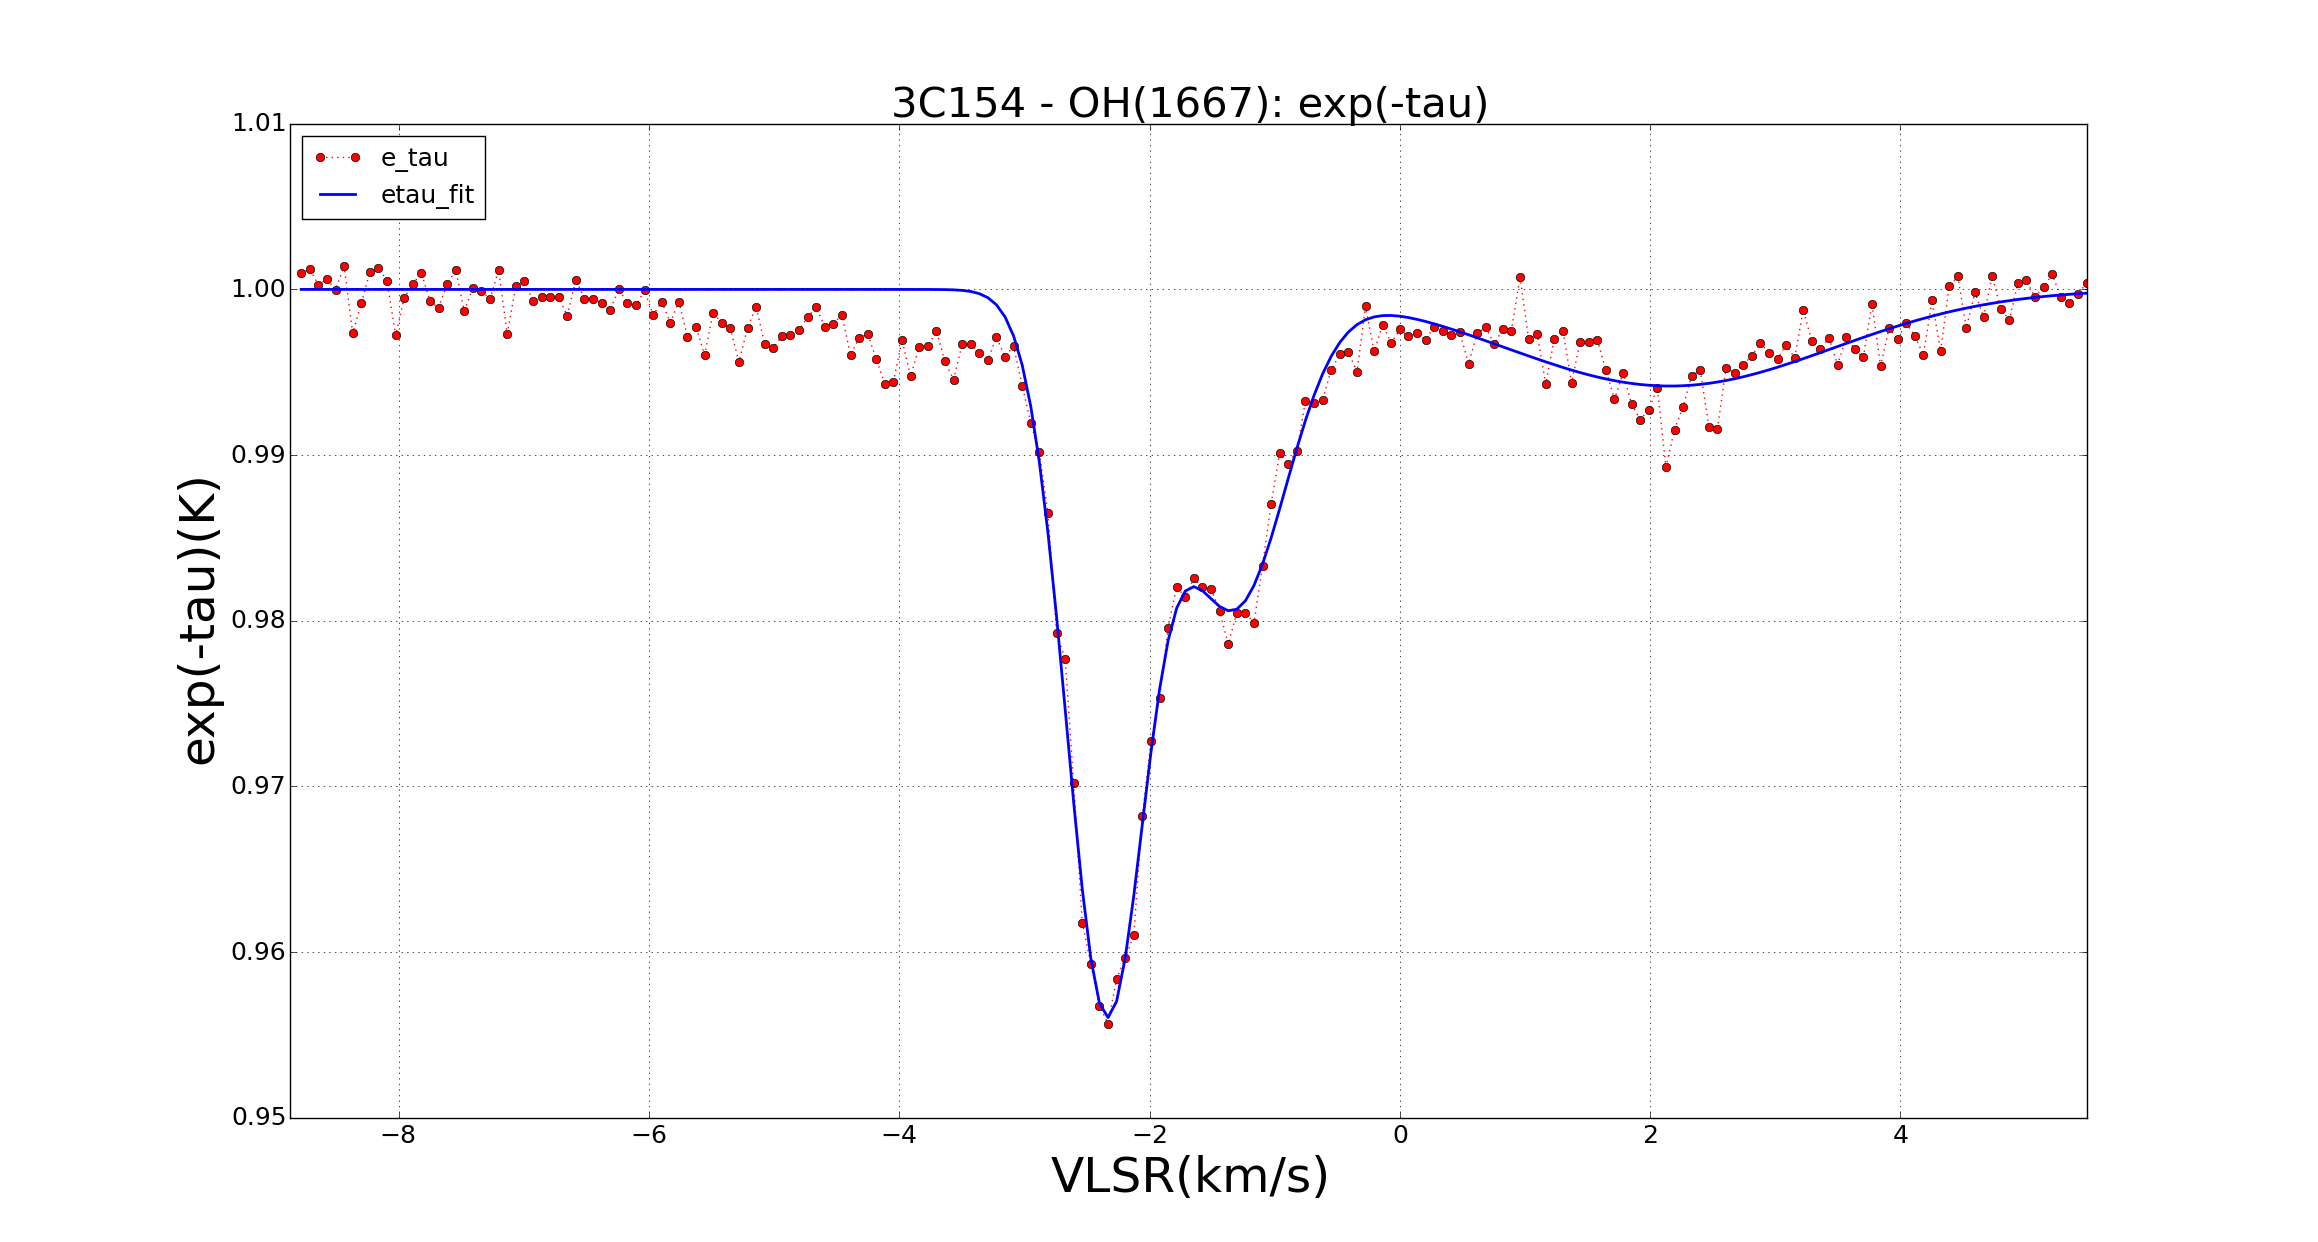 3C154 - OH(1667): exp(-tau)
1.01
e_tau
etau_fit
1.00
0.99
0.98
0.97
0.96
0.95
exp(-tau)(K)
−8 −6 −4 −2 0 2 4
VLSR(km/s)